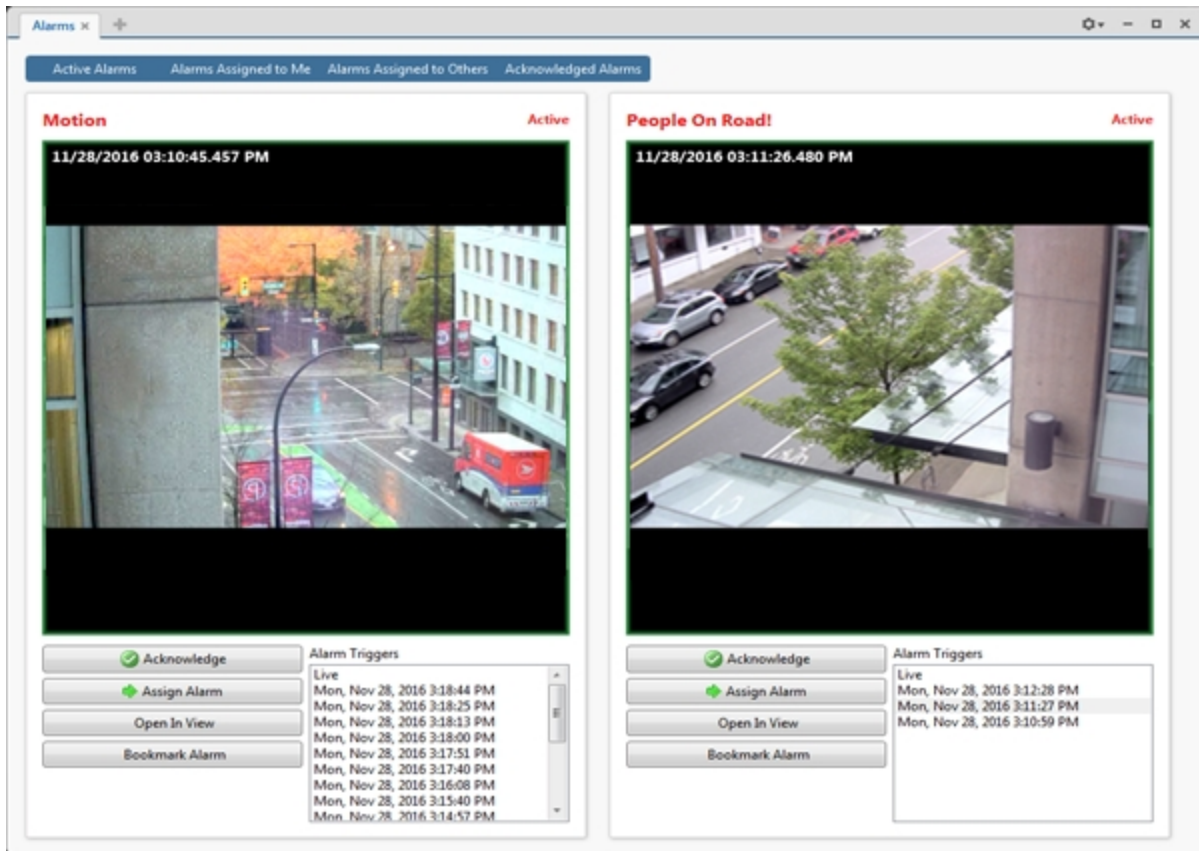 Alarms
Active Alarms
Alarms Assigned to Me
Alarms Assigned to Others
Acknowledged Alarms
Motion
Active
11/28/2016 03:10:45.457 PM
Acknowledge
Assign Alarm
Open In View
Bookmark Alarm
Alarm Triggers
Live
Mon, Nov 28, 2016 3:18:44 PM
Mon, Nov 28, 2016 3:18:25 PM
Mon, Nov 28, 2016 3:18:13 PM
Mon, Nov 28, 2016 3:18:00 PM
Mon, Nov 28, 2016 3:17:51 PM
Mon, Nov 28, 2016 3:17:40 PM
Mon, Nov 28, 2016 3:16:08 PM
Mon, Nov 28, 2016 3:15:40 PM
Mon, Nov 28, 2016 3:14:57 PM
People On Road!
Active
11/28/2016 03:11:26.480 PM
Acknowledge
Assign Alarm
Open In View
Bookmark Alarm
Alarm Triggers
Live
Mon, Nov 28, 2016 3:12:28 PM
Mon, Nov 28, 2016 3:11:27 PM
Mon, Nov 28, 2016 3:10:59 PM